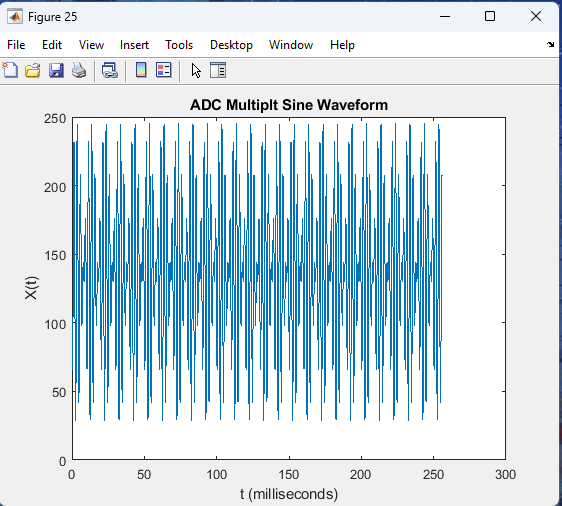 Figure 25
File Edit View Insert Tools Desktop Window Help
ADC Multiplt Sine Waveform
250
200
150
100
50
0
X(t)
0 50 100 150 200 250 300
t (milliseconds)